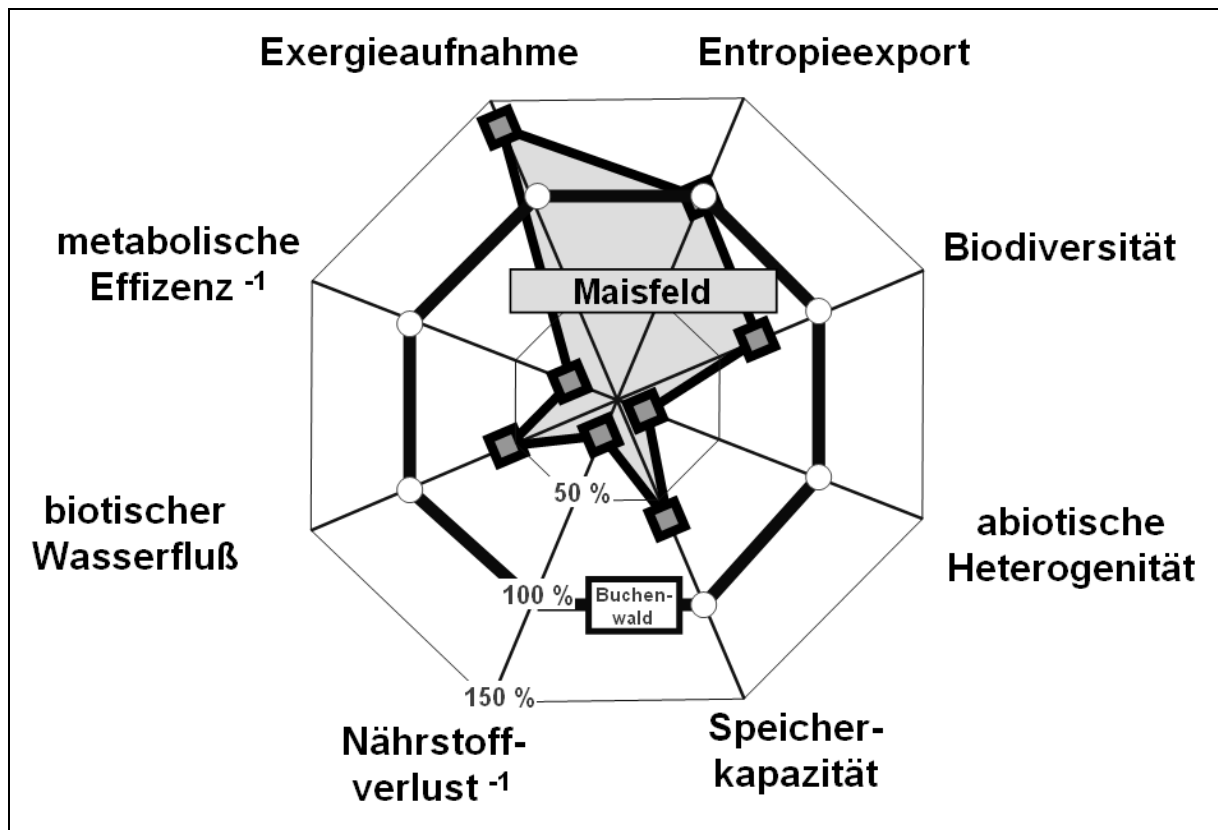 Exergieaufnahme
Entropieexport
metabolische
Effizenz -1
Biodiversität
Maisfeld
biotischer
Wasserfluß
50 %
abiotische
Heterogenität
100 %
Buchen-
wald
150 %
Nährstoff-
verlust -1
Speicher-
kapazität